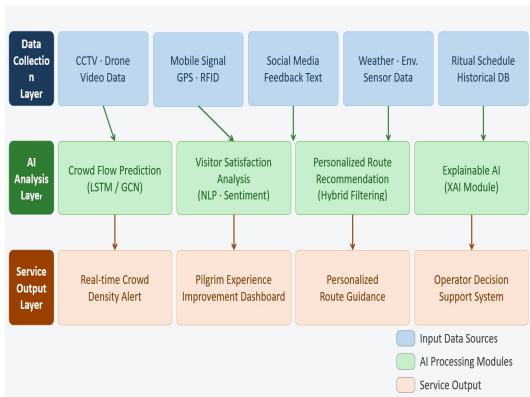 Data
Collectio
n
Layer
CCTV · Drone
Video Data
Mobile Signal
GPS · RFID
Social Media
Feedback Text
Weather · Env.
Sensor Data
Ritual Schedule
Historical DB
AI
Analysis
Layer
Crowd Flow Prediction
(LSTM / GCN)
Visitor Satisfaction
Analysis
(NLP · Sentiment)
Personalized Route
Recommendation
(Hybrid Filtering)
Explainable AI
(XAI Module)
Service
Output
Layer
Real-time Crowd
Density Alert
Pilgrim Experience
Improvement Dashboard
Personalized
Route Guidance
Operator Decision
Support System
Input Data Sources
AI Processing Modules
Service Output